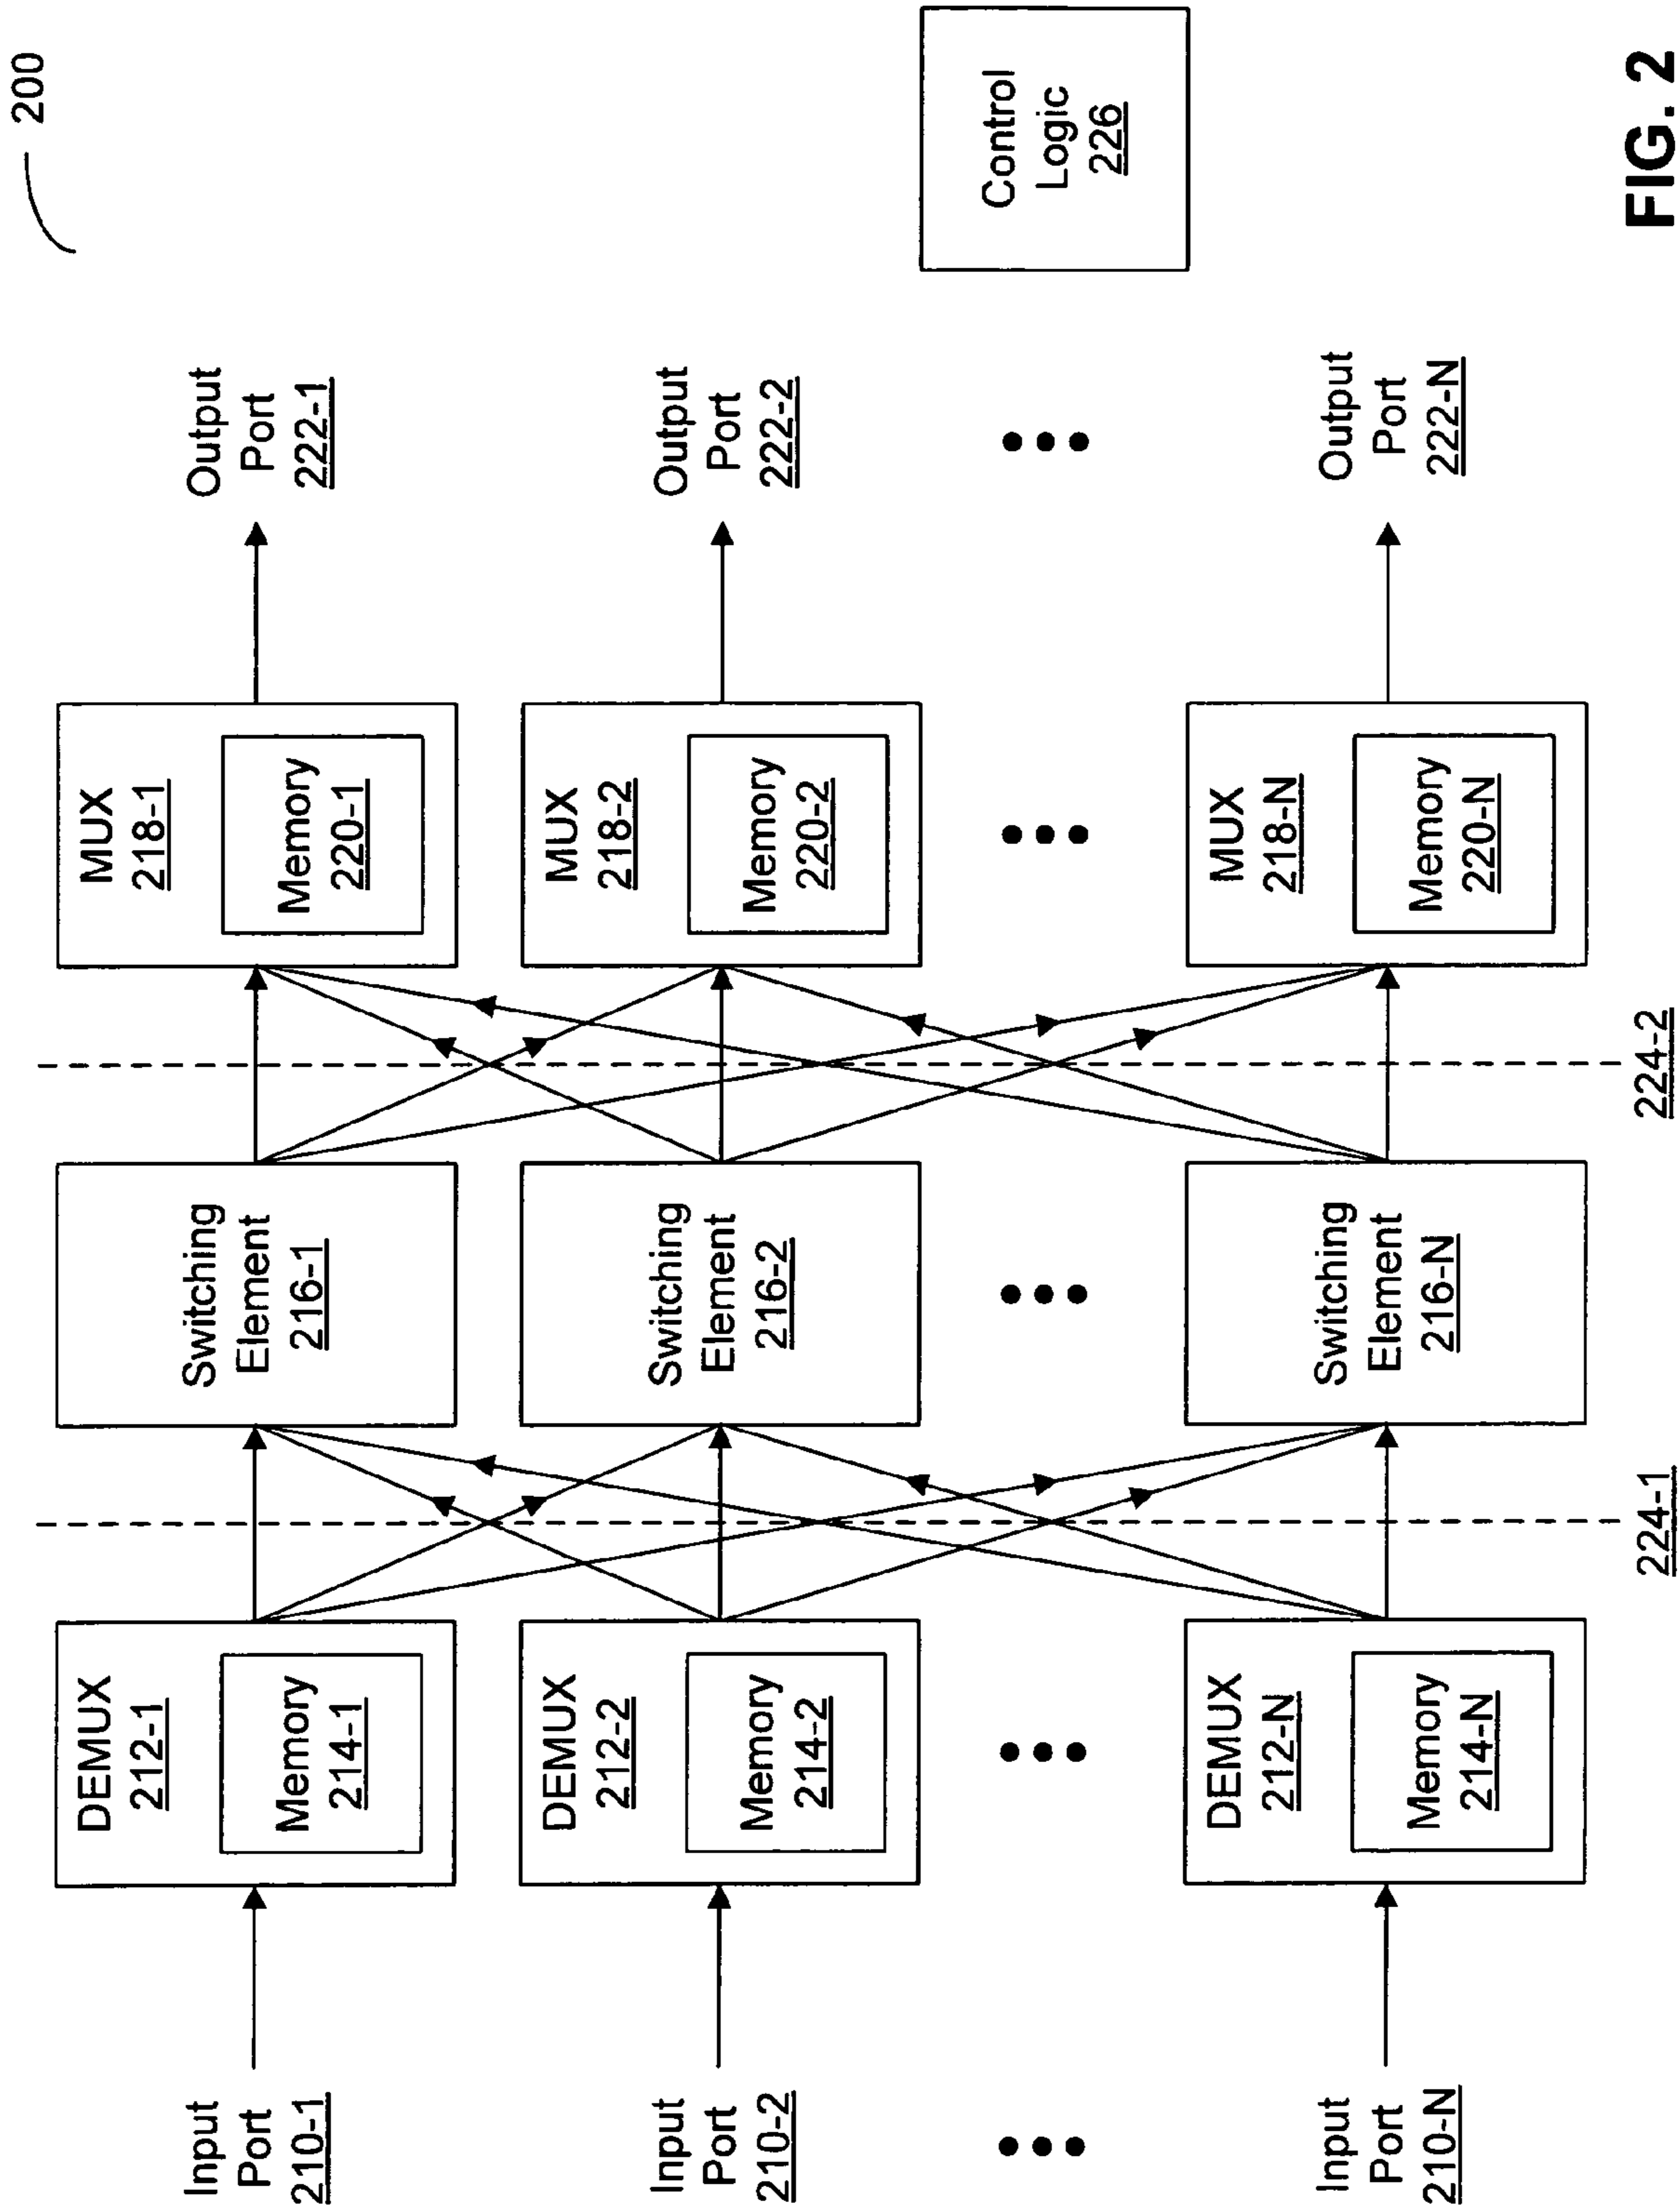 200
Input
Port
210-1
DEMUX
212-1
Memory
214-1
Switching
Element
216-1
MUX
218-1
Memory
220-1
Output
Port
222-1
Input
Port
210-2
DEMUX
212-2
Memory
214-2
Switching
Element
216-2
MUX
218-2
Memory
220-2
Output
Port
222-2
Control
Logic
226
Input
Port
210-N
DEMUX
212-N
Memory
214-N
Switching
Element
216-N
MUX
218-N
Memory
220-N
Output
Port
222-N
224-1
224-2
FIG. 2